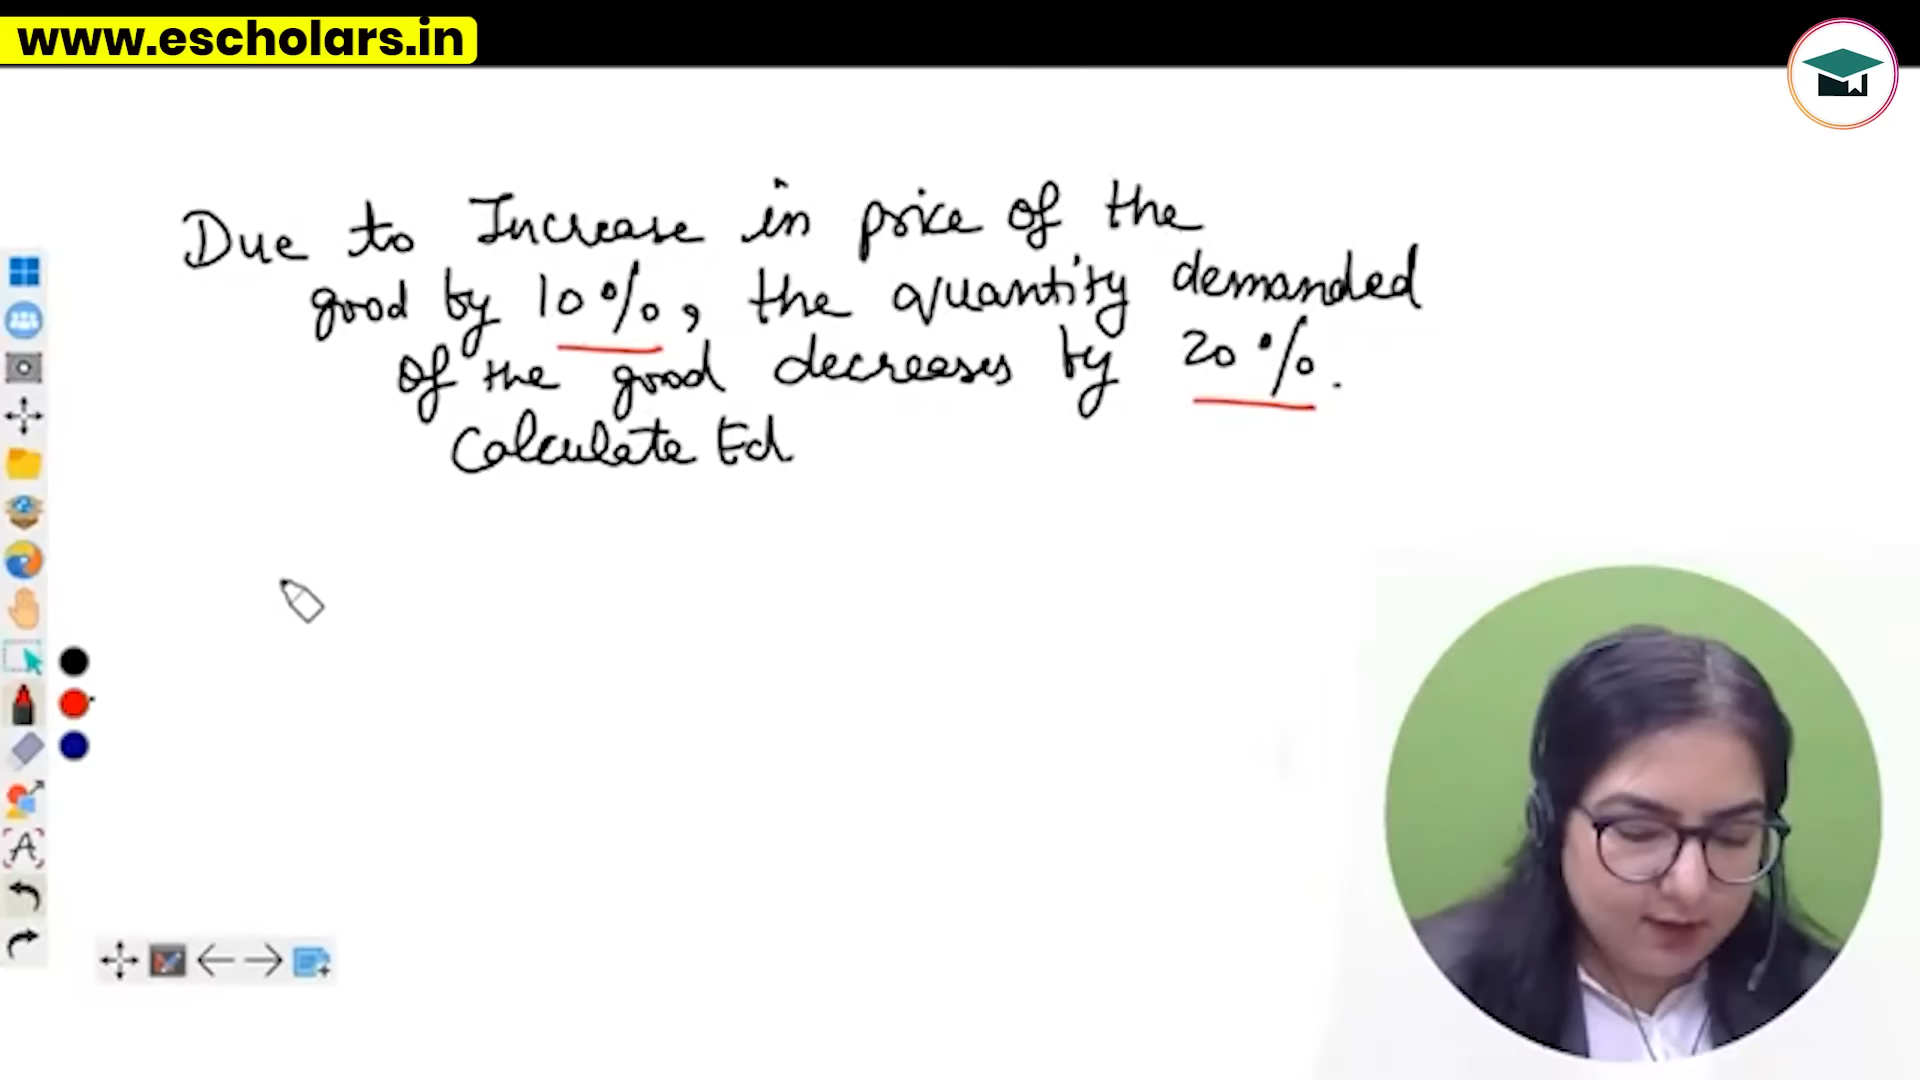 www.escholars.in
Due to Increase in price of the
good by 10%, the quantity demanded
of the good decreases by 20%.
Calculate Ed